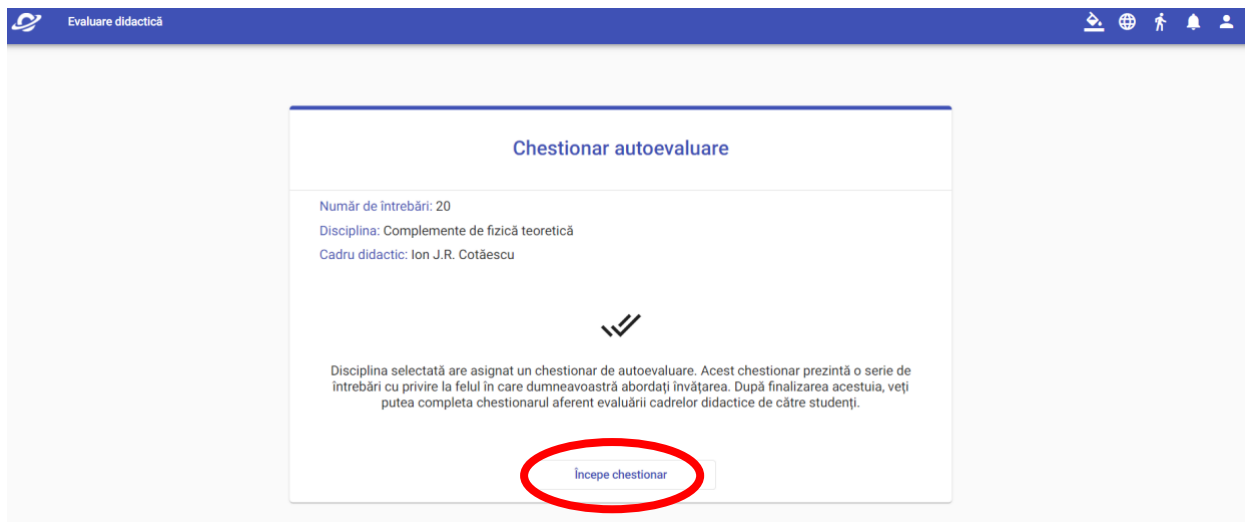 Evaluare didactică
Chestionar autoevaluare
Număr de întrebări: 20
Disciplina: Complemente de fizică teoretică
Cadru didactic: Ion J.R. Cotăescu
Disciplina selectată are asignat un chestionar de autoevaluare. Acest chestionar prezintă o serie de
întrebări cu privire la felul în care dumneavoastră abordați învățarea. După finalizarea acestuia, veți
putea completa chestionarul aferent evaluării cadrelor didactice de către studenți.
Începe chestionar